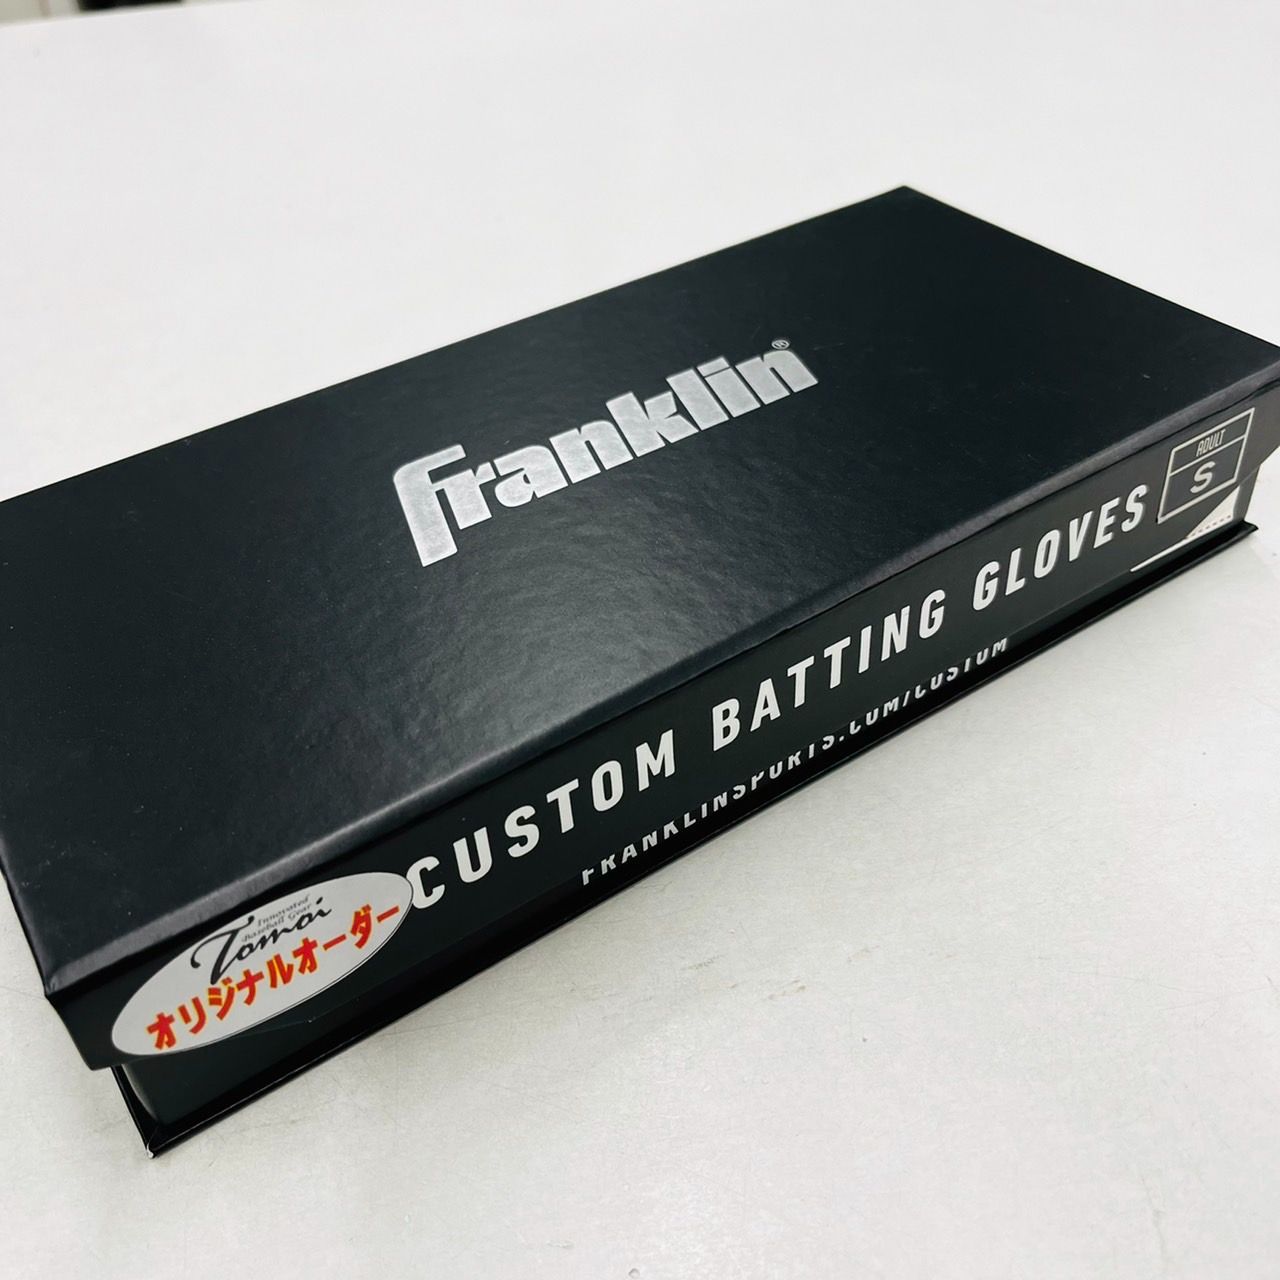 Franklin®
ADULT
S
CUSTOM BATTING GLOVES
FRANKLINSPORTS.COM/CUSTOM
Innovated
Baseball Gear
Tomoi
オリジナルオーダー